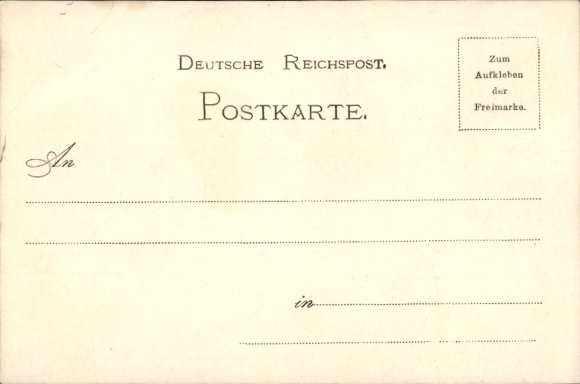 Deutsche Reichspost.
Postkarte.
Zum
Aufkleben
der
Freimarke.
An
in